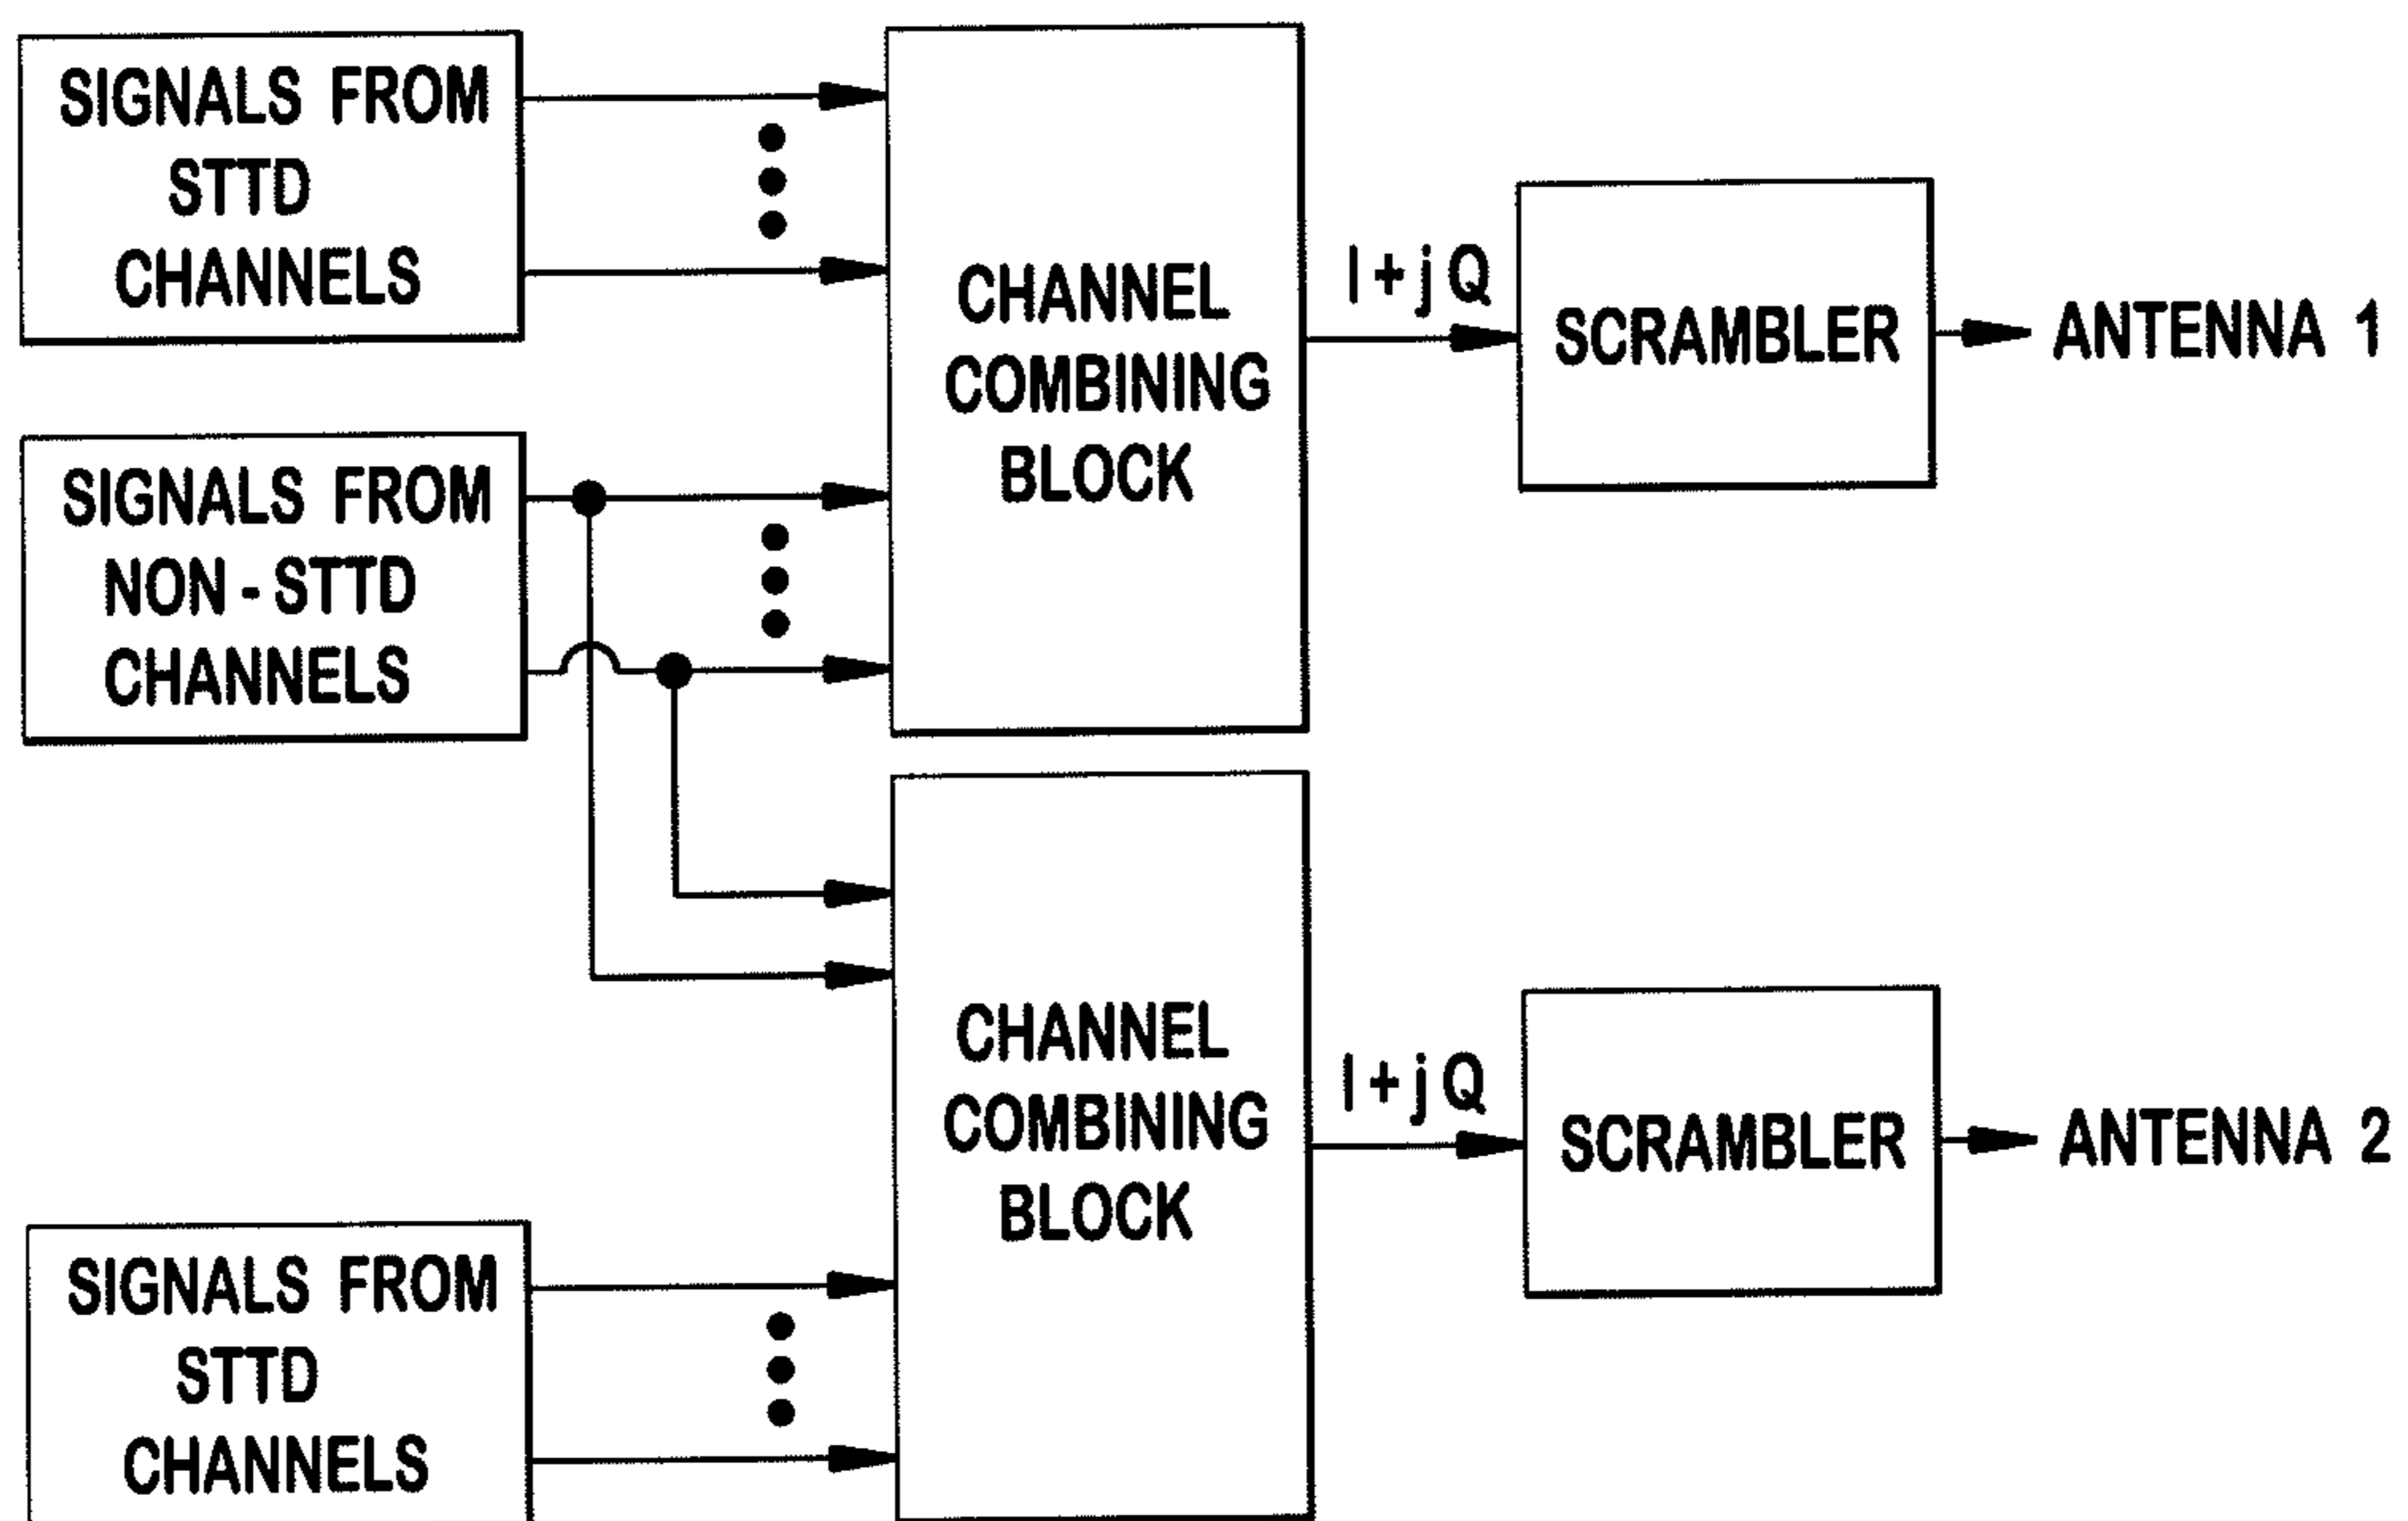 SIGNALS FROM
STTD
CHANNELS
SIGNALS FROM
NON-STTD
CHANNELS
CHANNEL
COMBINING
BLOCK
I+jQ
SCRAMBLER
ANTENNA 1
CHANNEL
COMBINING
BLOCK
I+jQ
SCRAMBLER
ANTENNA 2
SIGNALS FROM
STTD
CHANNELS